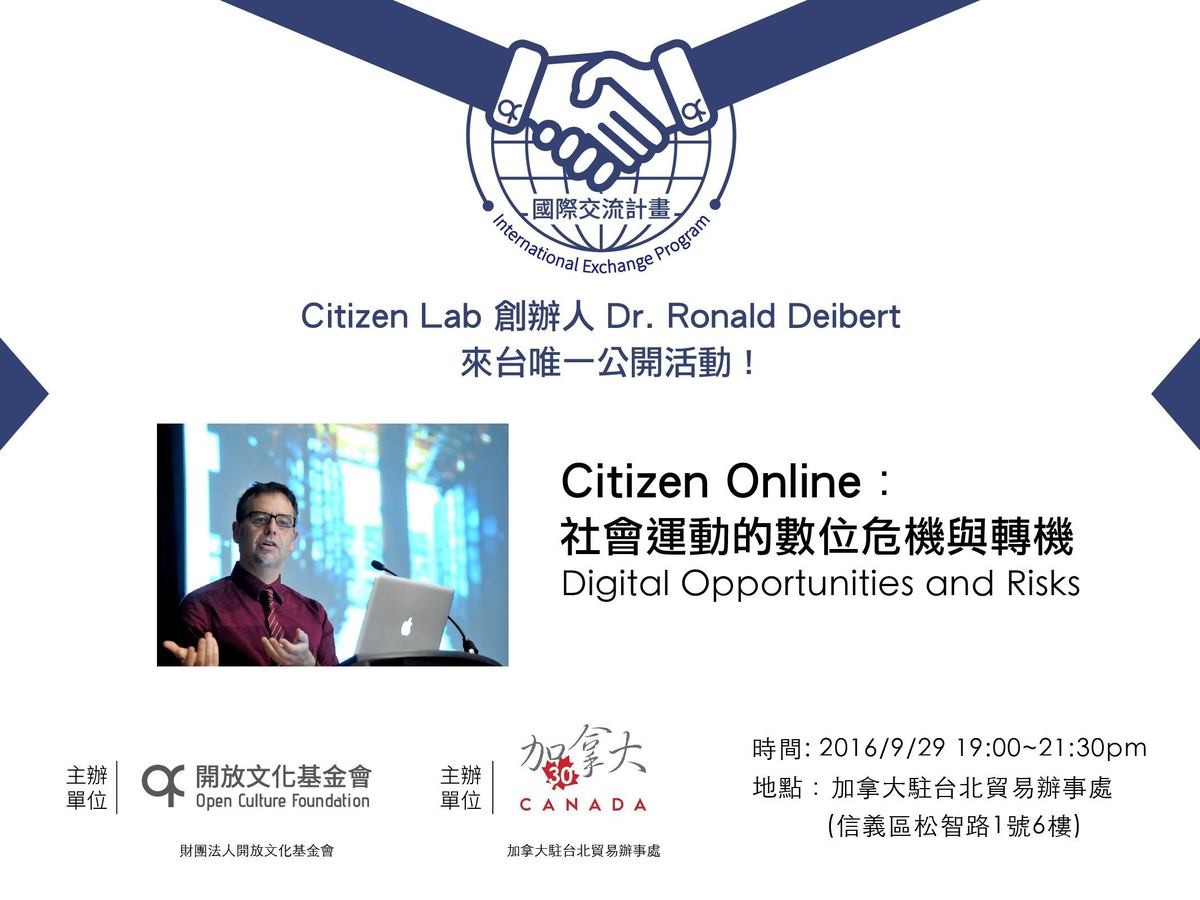 國際交流計畫
International Exchange Program
Citizen Lab 創辦人 Dr. Ronald Deibert
來台唯一公開活動！
Citizen Online：
社會運動的數位危機與轉機
Digital Opportunities and Risks
主辦
單位
開放文化基金會
Open Culture Foundation
財團法人開放文化基金會
主辦
單位
加拿大
30
CANADA
加拿大駐台北貿易辦事處
時間: 2016/9/29 19:00~21:30pm
地點：加拿大駐台北貿易辦事處
(信義區松智路1號6樓)